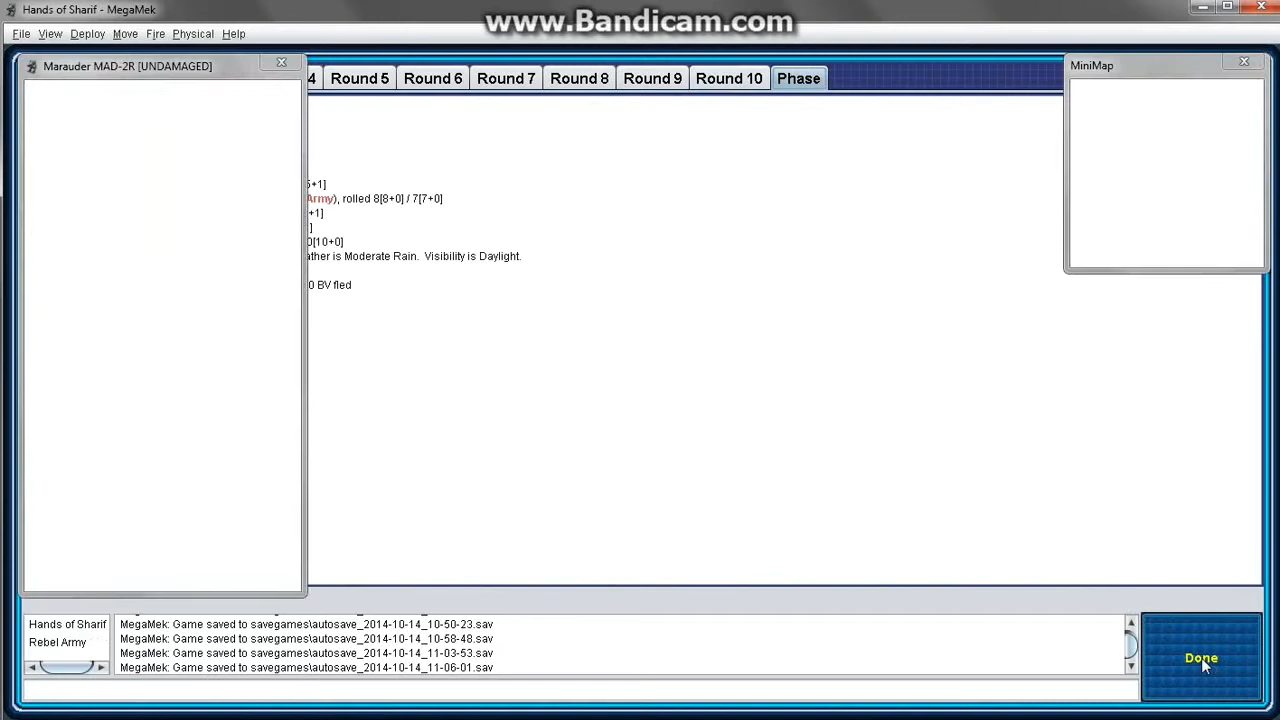 Hands of Sharif - MegaMek
www.Bandicam.com
File View Deploy Move Fire Physical Help
Marauder MAD-2R [UNDAMAGED]
4 Round 5 Round 6 Round 7 Round 8 Round 9 Round 10 Phase
MiniMap
5+1]
Army), rolled 8[8+0] / 7[7+0]
+1]
]
0[10+0]
ather is Moderate Rain. Visibility is Daylight.
0 BV fled
Hands of Sharif
Rebel Army
MegaMek: Game saved to savegames\autosave_2014-10-14_10-50-23.sav
MegaMek: Game saved to savegames\autosave_2014-10-14_10-58-48.sav
MegaMek: Game saved to savegames\autosave_2014-10-14_11-03-53.sav
MegaMek: Game saved to savegames\autosave_2014-10-14_11-06-01.sav
Done